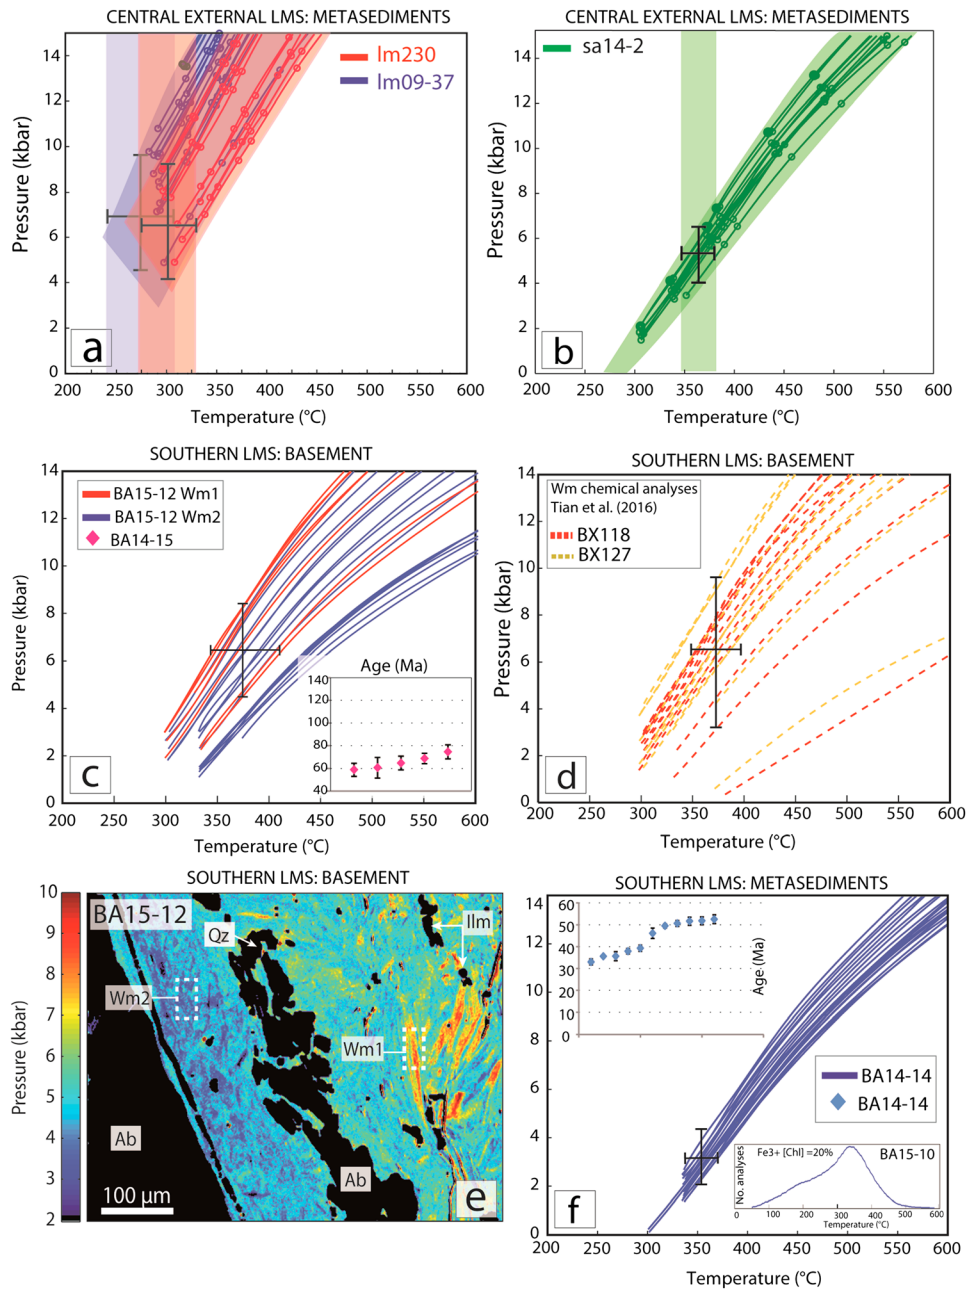 CENTRAL EXTERNAL LMS: METASEDIMENTS
lm230
lm09-37
14
12
10
8
6
4
2
0
Pressure (kbar)
a
200 250 300 350 400 450 500 550 600
Temperature (°C)
CENTRAL EXTERNAL LMS: METASEDIMENTS
sa14-2
14
12
10
8
6
4
2
0
Pressure (kbar)
b
200 250 300 350 400 450 500 550 600
Temperature (°C)
SOUTHERN LMS: BASEMENT
BA15-12 Wm1
BA15-12 Wm2
BA14-15
14
12
10
8
6
4
2
0
Pressure (kbar)
Age (Ma)
140
120
100
80
60
40
c
200 250 300 350 400 450 500 550 600
Temperature (°C)
SOUTHERN LMS: BASEMENT
Wm chemical analyses
Tian et al. (2016)
BX118
BX127
14
12
10
8
6
4
2
0
Pressure (kbar)
d
200 250 300 350 400 450 500 550 600
Temperature (°C)
SOUTHERN LMS: BASEMENT
10
9
8
7
6
5
4
3
2
Pressure (kbar)
BA15-12
Qz
Ilm
Wm2
Wm1
Ab
Ab
100 µm
e
SOUTHERN LMS: METASEDIMENTS
14
12
10
8
6
4
2
0
60
50
40
30
20
10
0
Age (Ma)
BA14-14
BA14-14
Fe3+ [Chl] =20%
BA15-10
No. analyses
0 100 200 300 400 500 600
Temperature (°C)
f
200 250 300 350 400 450 500 550 600
Temperature (°C)